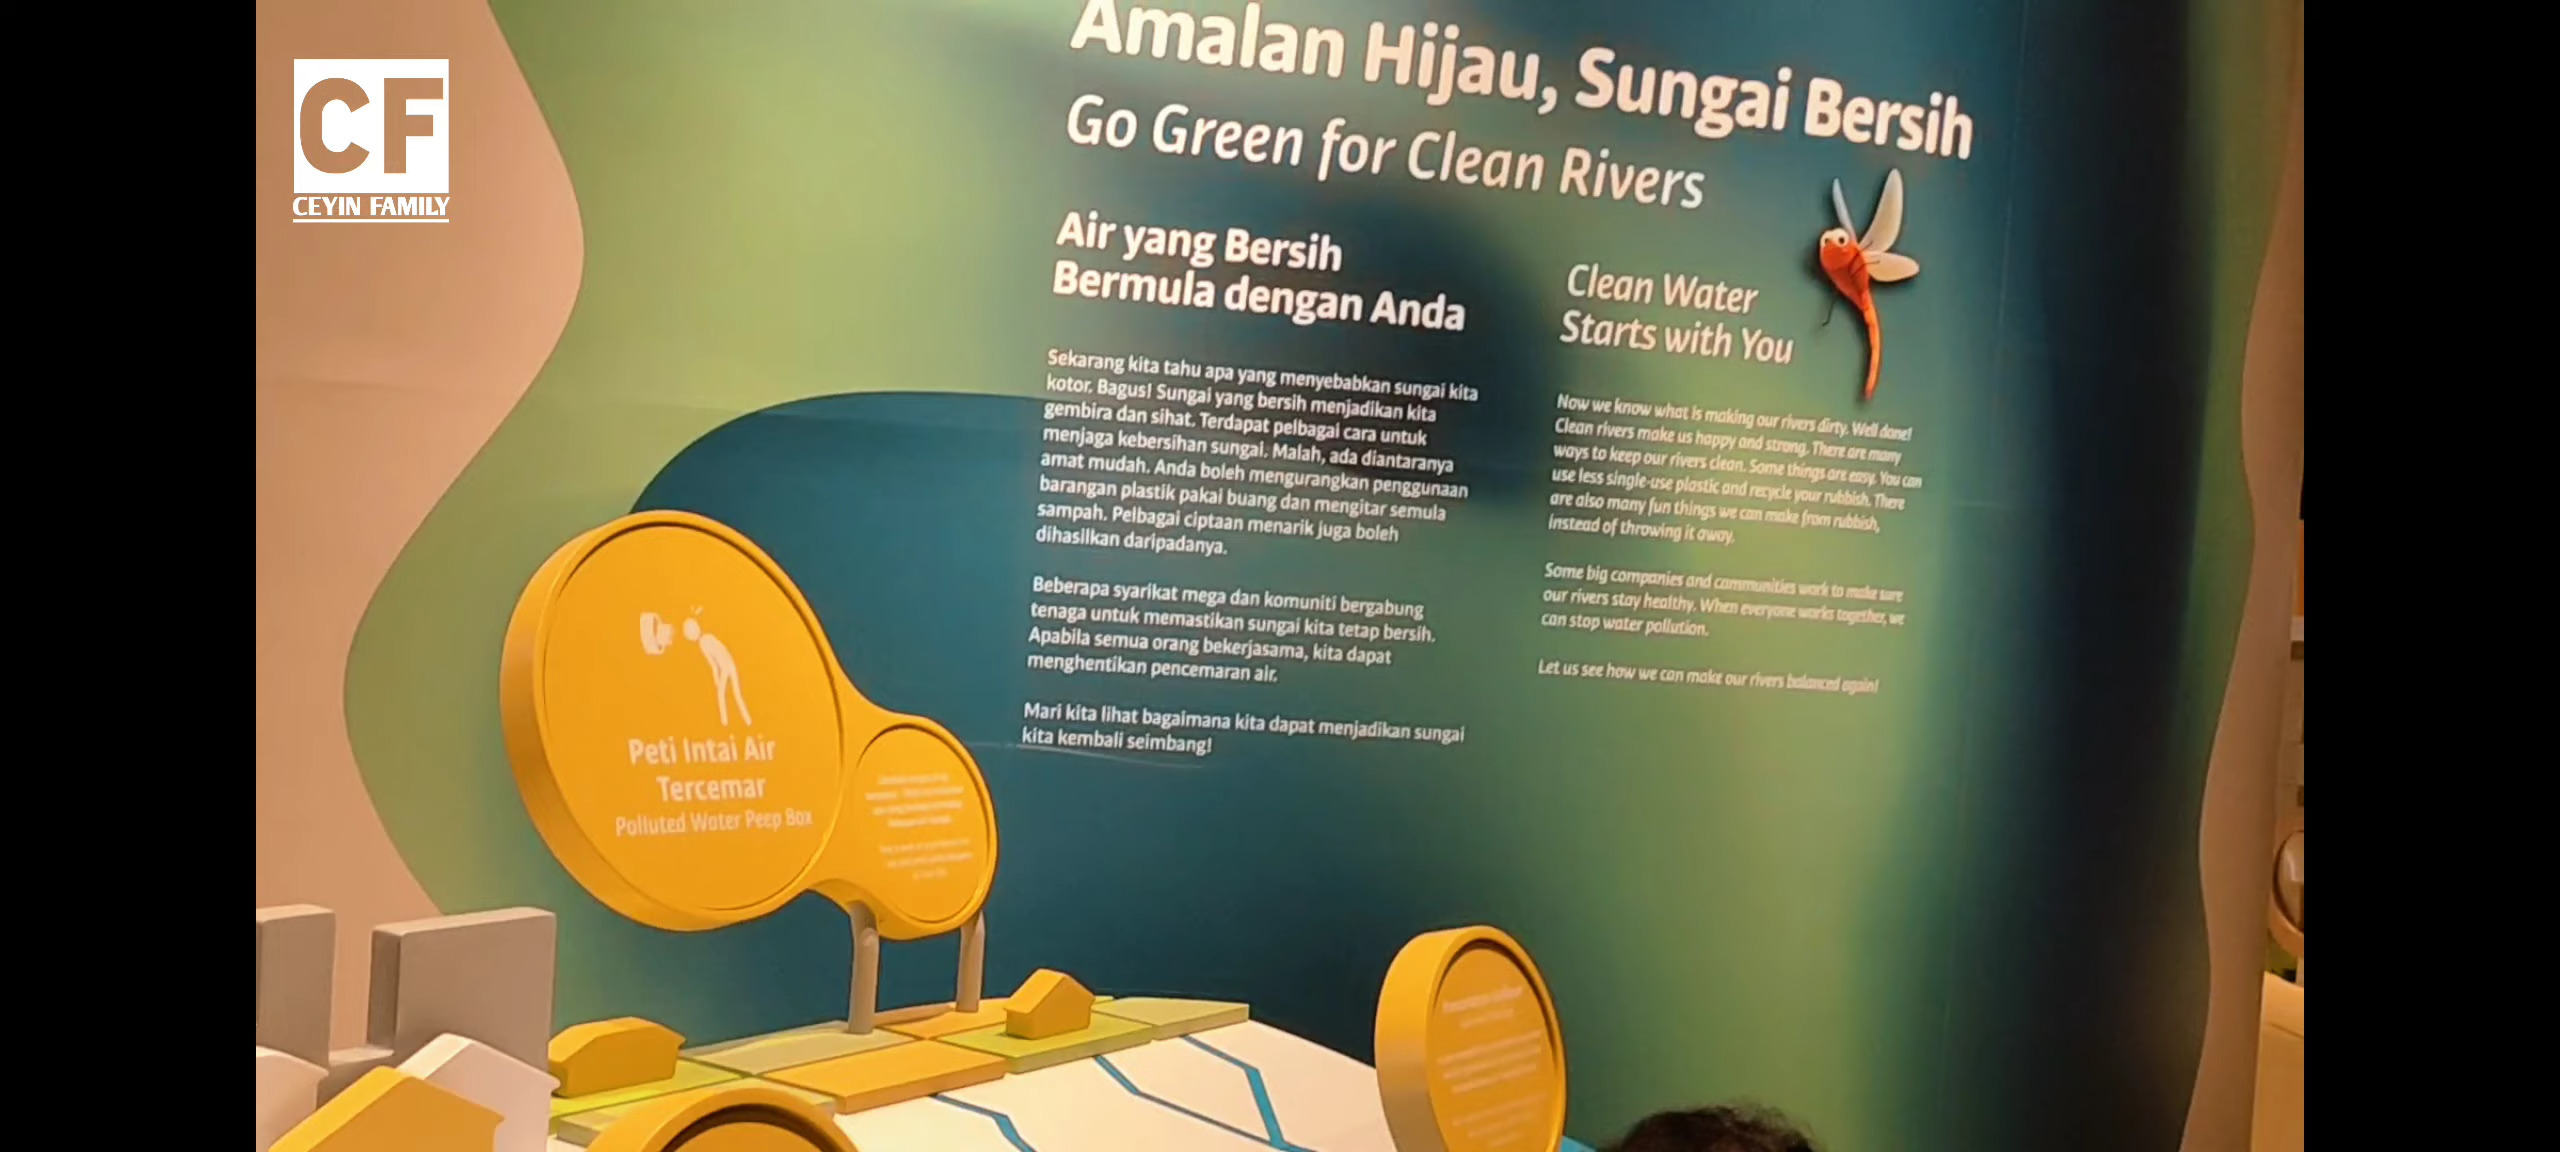 CF
CEYIN FAMILY
Amalan Hijau, Sungai Bersih
Go Green for Clean Rivers
Air yang Bersih
Bermula dengan Anda
Sekarang kita tahu apa yang menyebabkan sungai kita
kotor. Bagus! Sungai yang bersih menjadikan kita
gembira dan sihat. Terdapat pelbagai cara untuk
menjaga kebersihan sungai. Malah, ada diantaranya
amat mudah. Anda boleh mengurangkan penggunaan
barangan plastik pakai buang dan mengitar semula
sampah. Pelbagai ciptaan menarik juga boleh
dihasilkan daripadanya.
Beberapa syarikat mega dan komuniti bergabung
tenaga untuk memastikan sungai kita tetap bersih.
Apabila semua orang bekerjasama, kita dapat
menghentikan pencemaran air.
Mari kita lihat bagaimana kita dapat menjadikan sungai
kita kembali seimbang!
Clean Water
Starts with You
Now we know what is making our rivers dirty. Well done!
Clean rivers make us happy and strong. There are many
ways to keep our rivers clean. Some things are easy. You can
use less single-use plastic and recycle your rubbish. There
are also many fun things we can make from rubbish,
instead of throwing it away.
Some big companies and communities work to make sure
our rivers stay healthy. When everyone works together, we
can stop water pollution.
Let us see how we can make our rivers balanced again!
Peti Intai Air
Tercemar
Polluted Water Peep Box